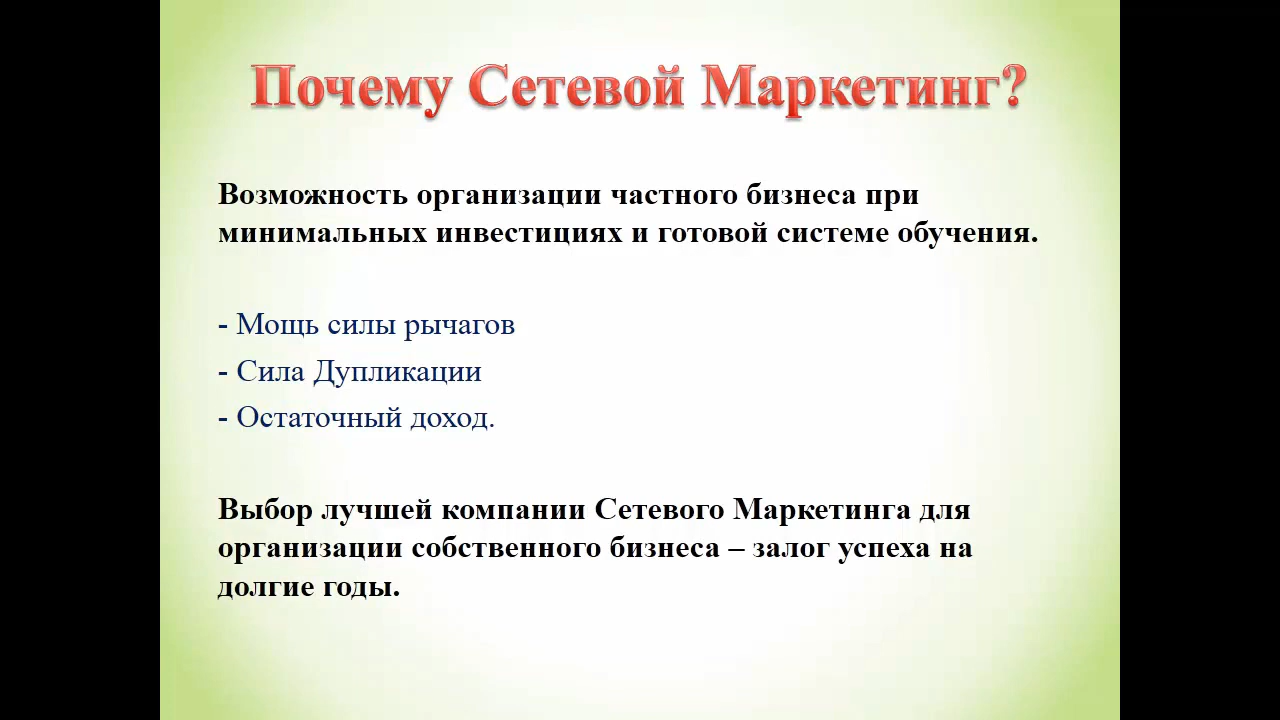 Почему Сетевой Маркетинг?
Возможность организации частного бизнеса при
минимальных инвестициях и готовой системе обучения.
- Мощь силы рычагов
- Сила Дупликации
- Остаточный доход.
Выбор лучшей компании Сетевого Маркетинга для
организации собственного бизнеса – залог успеха на
долгие годы.